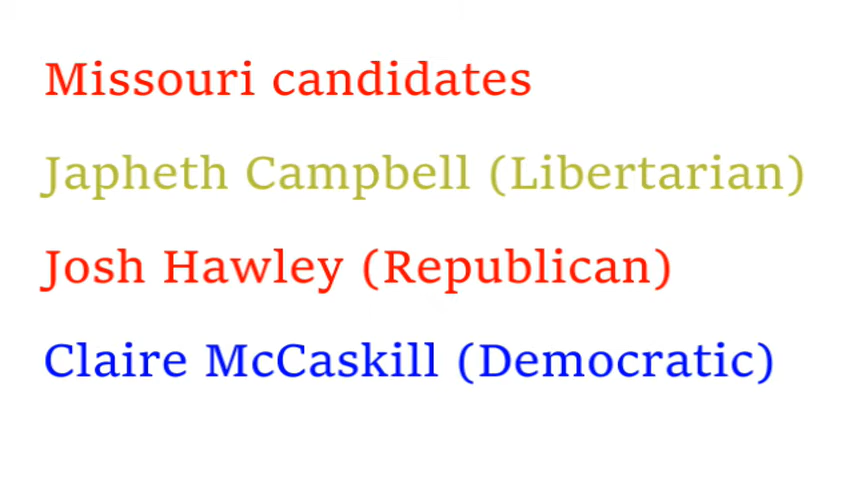 Missouri candidates
Japheth Campbell (Libertarian)
Josh Hawley (Republican)
Claire McCaskill (Democratic)